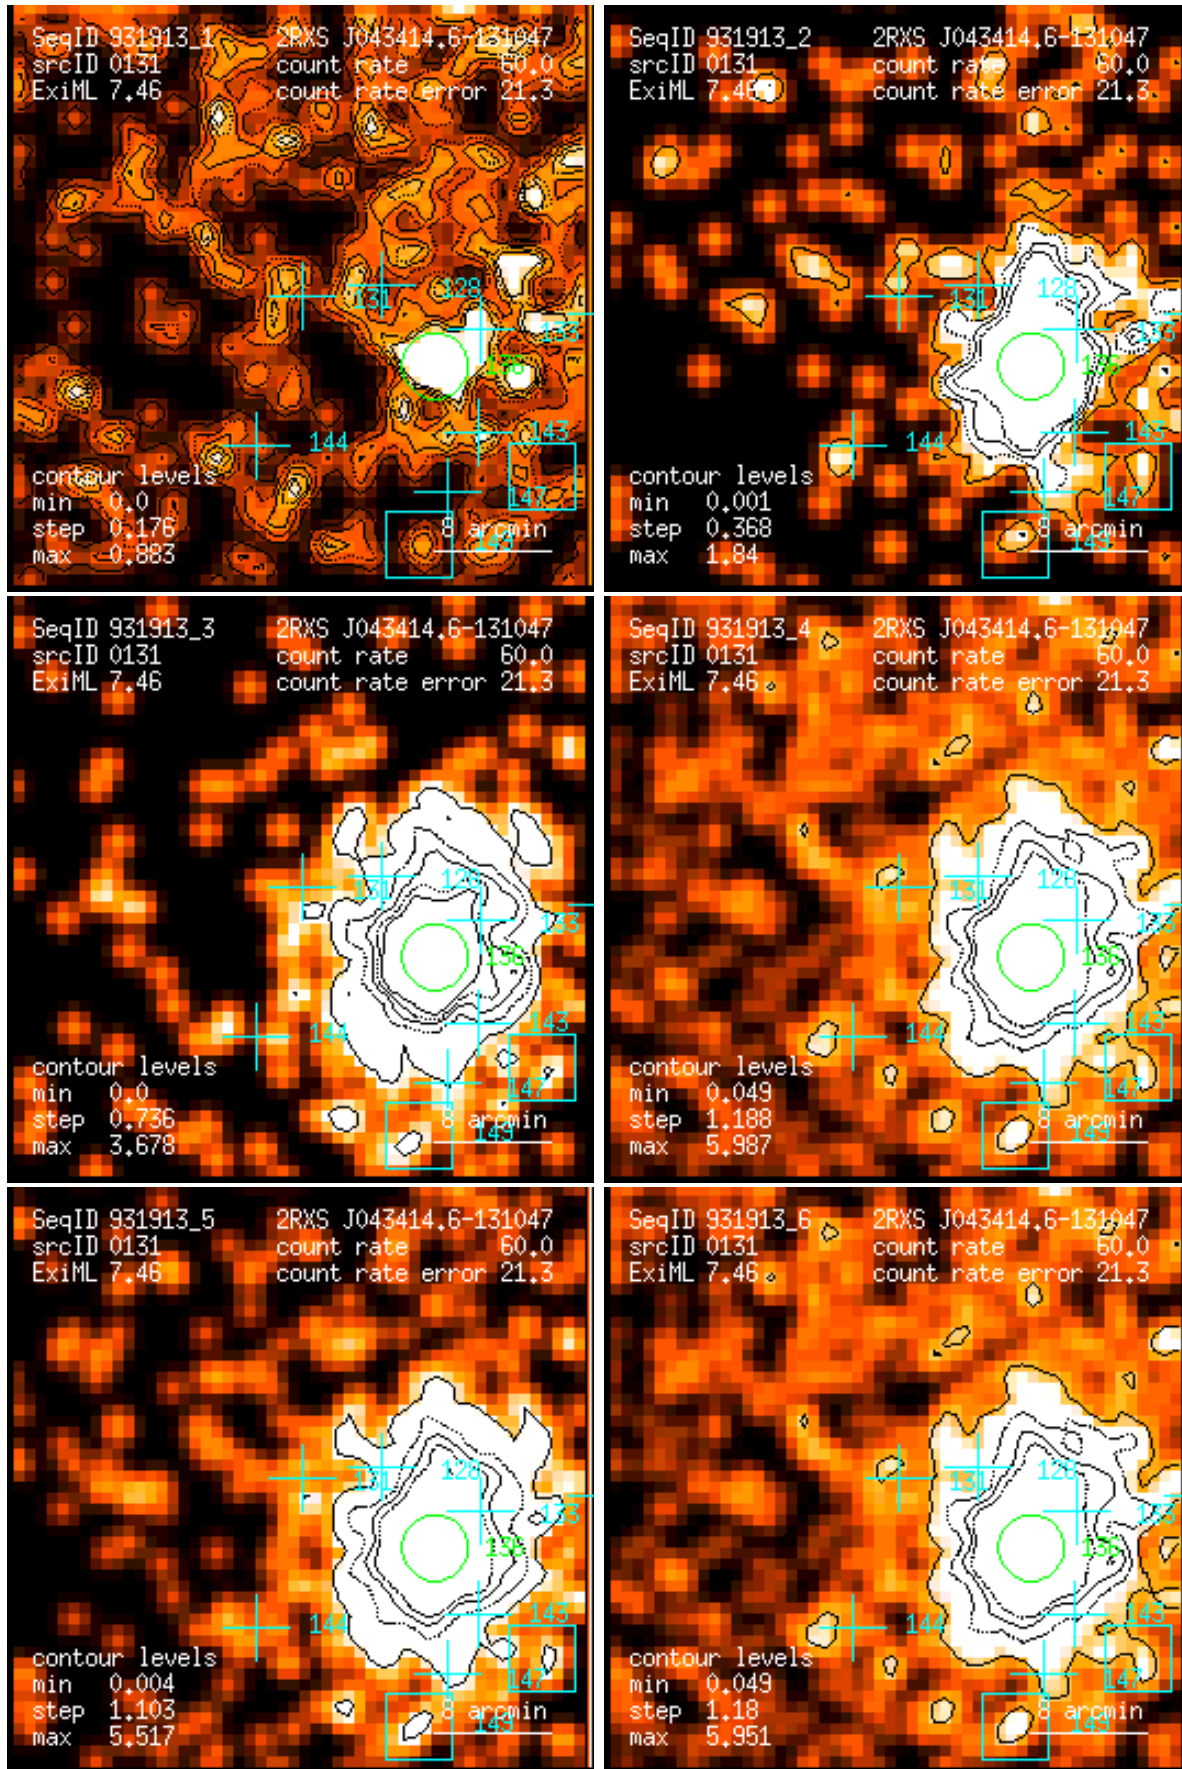 SeqID 931913_1 2RXS J043414.6-131047
srcID 0131 count rate 60.0
ExiML 7.46 count rate error 21.3
131
128
133
136
144
143
147
contour levels
min 0.0
step 0.176
max 0.883
8 arcmin
149
SeqID 931913_2 2RXS J043414.6-131047
srcID 0131 count rate 60.0
ExiML 7.46 count rate error 21.3
131
128
133
136
144
143
147
contour levels
min 0.001
step 0.368
max 1.84
8 arcmin
149
SeqID 931913_3 2RXS J043414.6-131047
srcID 0131 count rate 60.0
ExiML 7.46 count rate error 21.3
131
128
133
136
144
143
147
contour levels
min 0.0
step 0.736
max 3.678
8 arcmin
149
SeqID 931913_4 2RXS J043414.6-131047
srcID 0131 count rate 60.0
ExiML 7.46 count rate error 21.3
131
128
133
136
144
143
147
contour levels
min 0.049
step 1.188
max 5.987
8 arcmin
149
SeqID 931913_5 2RXS J043414.6-131047
srcID 0131 count rate 60.0
ExiML 7.46 count rate error 21.3
131
128
133
136
144
143
147
contour levels
min 0.004
step 1.103
max 5.517
8 arcmin
149
SeqID 931913_6 2RXS J043414.6-131047
srcID 0131 count rate 60.0
ExiML 7.46 count rate error 21.3
131
128
133
136
144
143
147
contour levels
min 0.049
step 1.18
max 5.951
8 arcmin
149